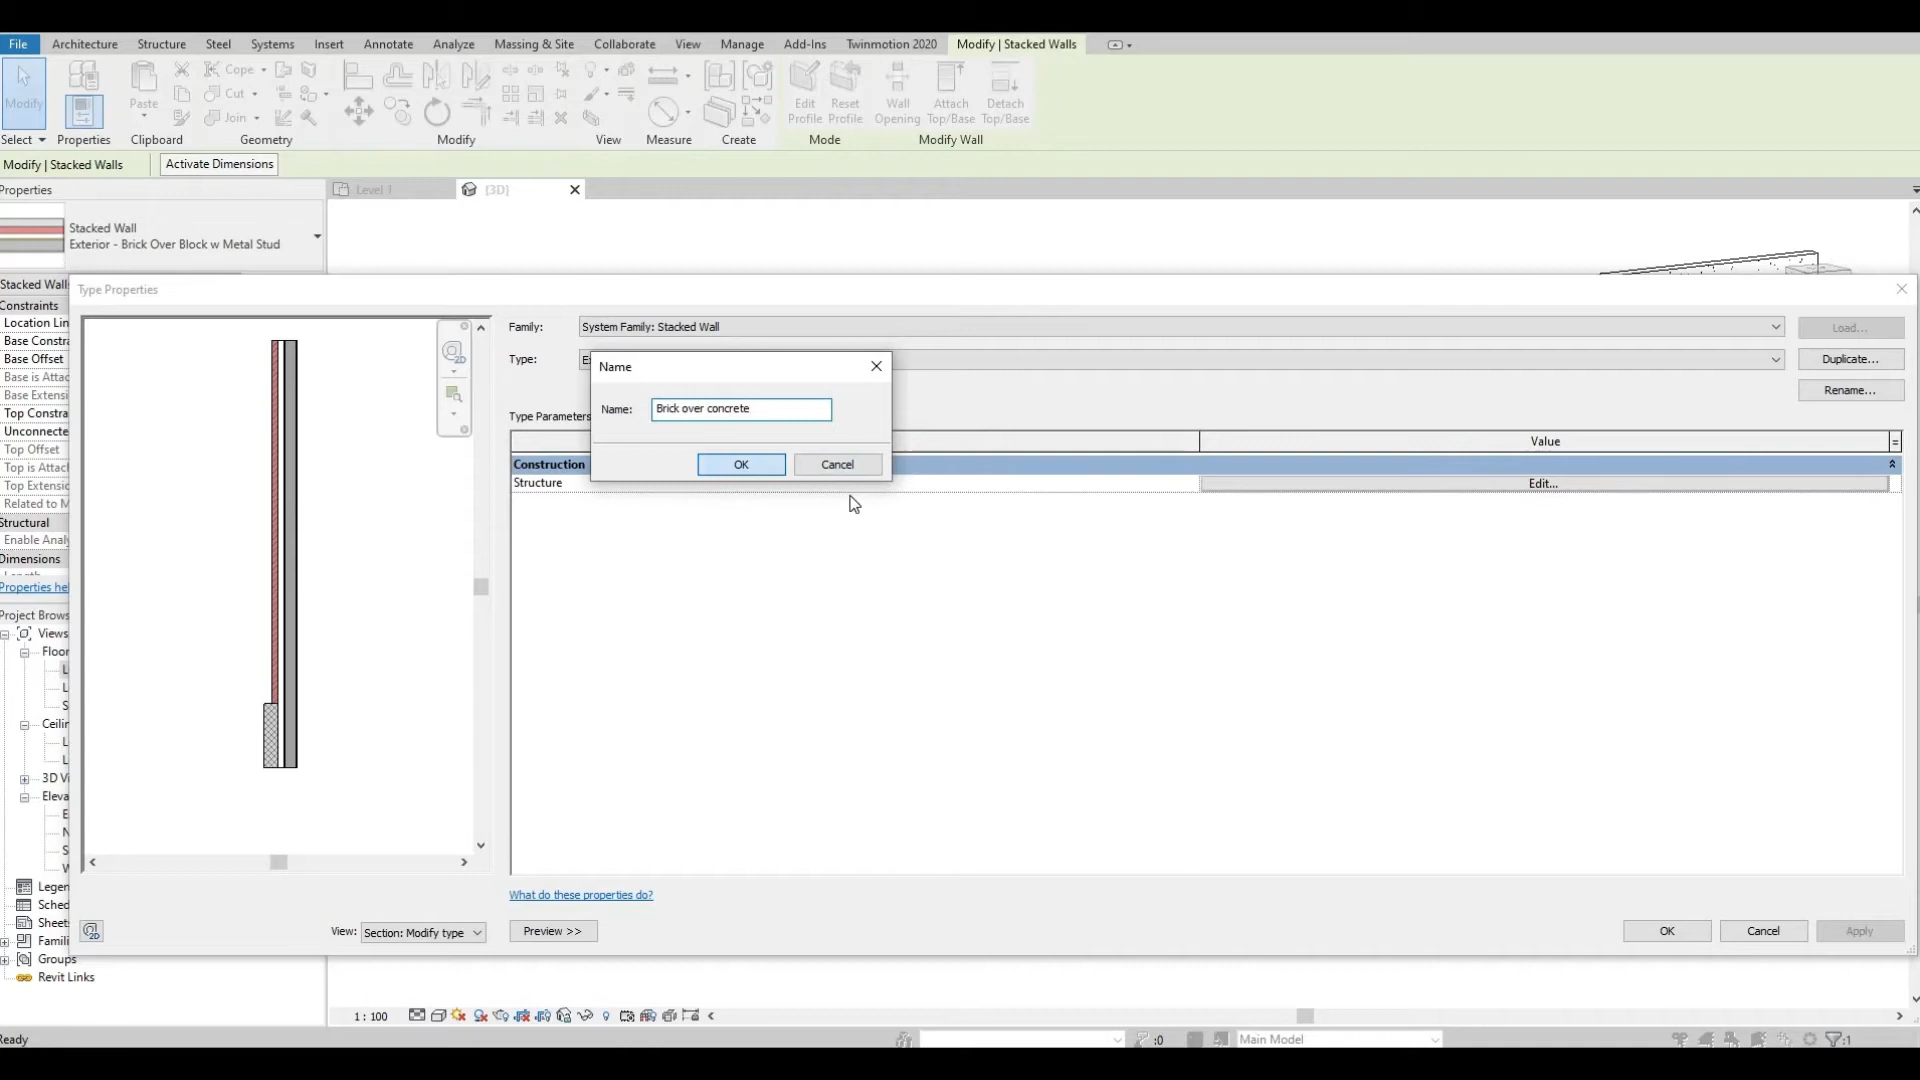 File Architecture Structure Steel Systems Insert Annotate Analyze Massing & Site Collaborate View Manage Add-Ins Twinmotion 2020 Modify | Stacked Walls
Modify Paste Cope Cut Join Edit Profile Reset Profile Wall Opening Attach Top/Base Detach Top/Base
Select Properties Clipboard Geometry Modify View Measure Create Mode Modify Wall
Modify | Stacked Walls Activate Dimensions
Properties Level 1 {3D}
Stacked Wall
Exterior - Brick Over Block w Metal Stud
Stacked Wall
Type Properties
Constraints
Location Lin
Family: System Family: Stacked Wall Load...
Base Constra
Base Offset Type: Duplicate...
Name
Base is Attac
Base Extensi Rename...
Top Constra Name: Brick over concrete
Type Parameters
Unconnecte
Value
Top Offset
Top is Attach Construction OK Cancel
Top Extensio Structure Edit...
Related to M
Structural
Enable Analy
Dimensions
Properties he
Project Brows
Views
Floor
Ceilin
3D Vi
Eleva
Legen What do these properties do?
Sched
Sheets View: Section: Modify type Preview >> OK Cancel Apply
Famili
Groups
Revit Links
1 : 100
Ready :0 Main Model :1